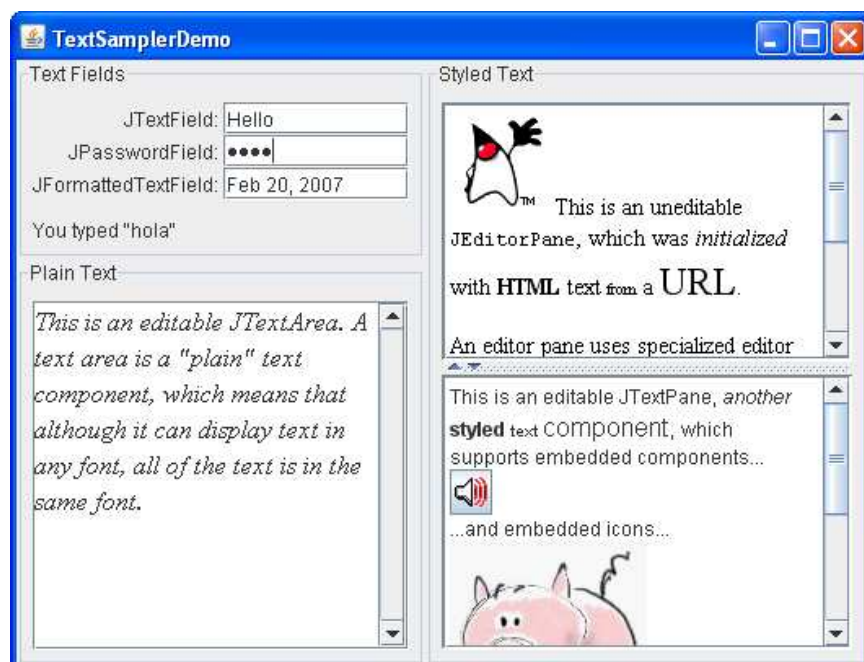 TextSamplerDemo
Text Fields
JTextField: Hello
JPasswordField: ●●●●
JFormattedTextField: Feb 20, 2007
You typed "hola"
Plain Text
This is an editable JTextArea. A
text area is a "plain" text
component, which means that
although it can display text in
any font, all of the text is in the
same font.
Styled Text
TM This is an uneditable
JEditorPane, which was initialized
with HTML text from a URL.
An editor pane uses specialized editor
This is an editable JTextPane, another
styled text component, which
supports embedded components...
...and embedded icons...